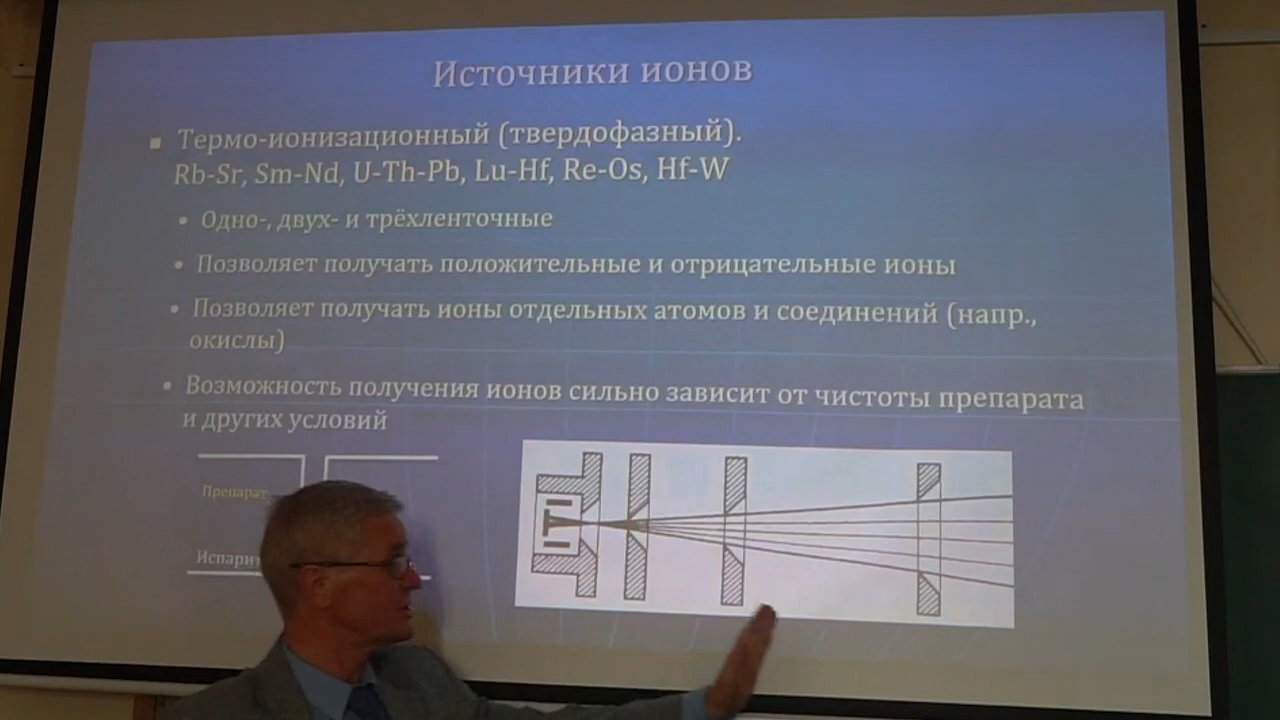 Источники ионов
Термо-ионизационный (твердофазный).
Rb-Sr, Sm-Nd, U-Th-Pb, Lu-Hf, Re-Os, Hf-W
Одно-, двух- и трёхленточные
Позволяет получать положительные и отрицательные ионы
Позволяет получать ионы отдельных атомов и соединений (напр.,
окислы)
Возможность получения ионов сильно зависит от чистоты препарата
и других условий
Препарат